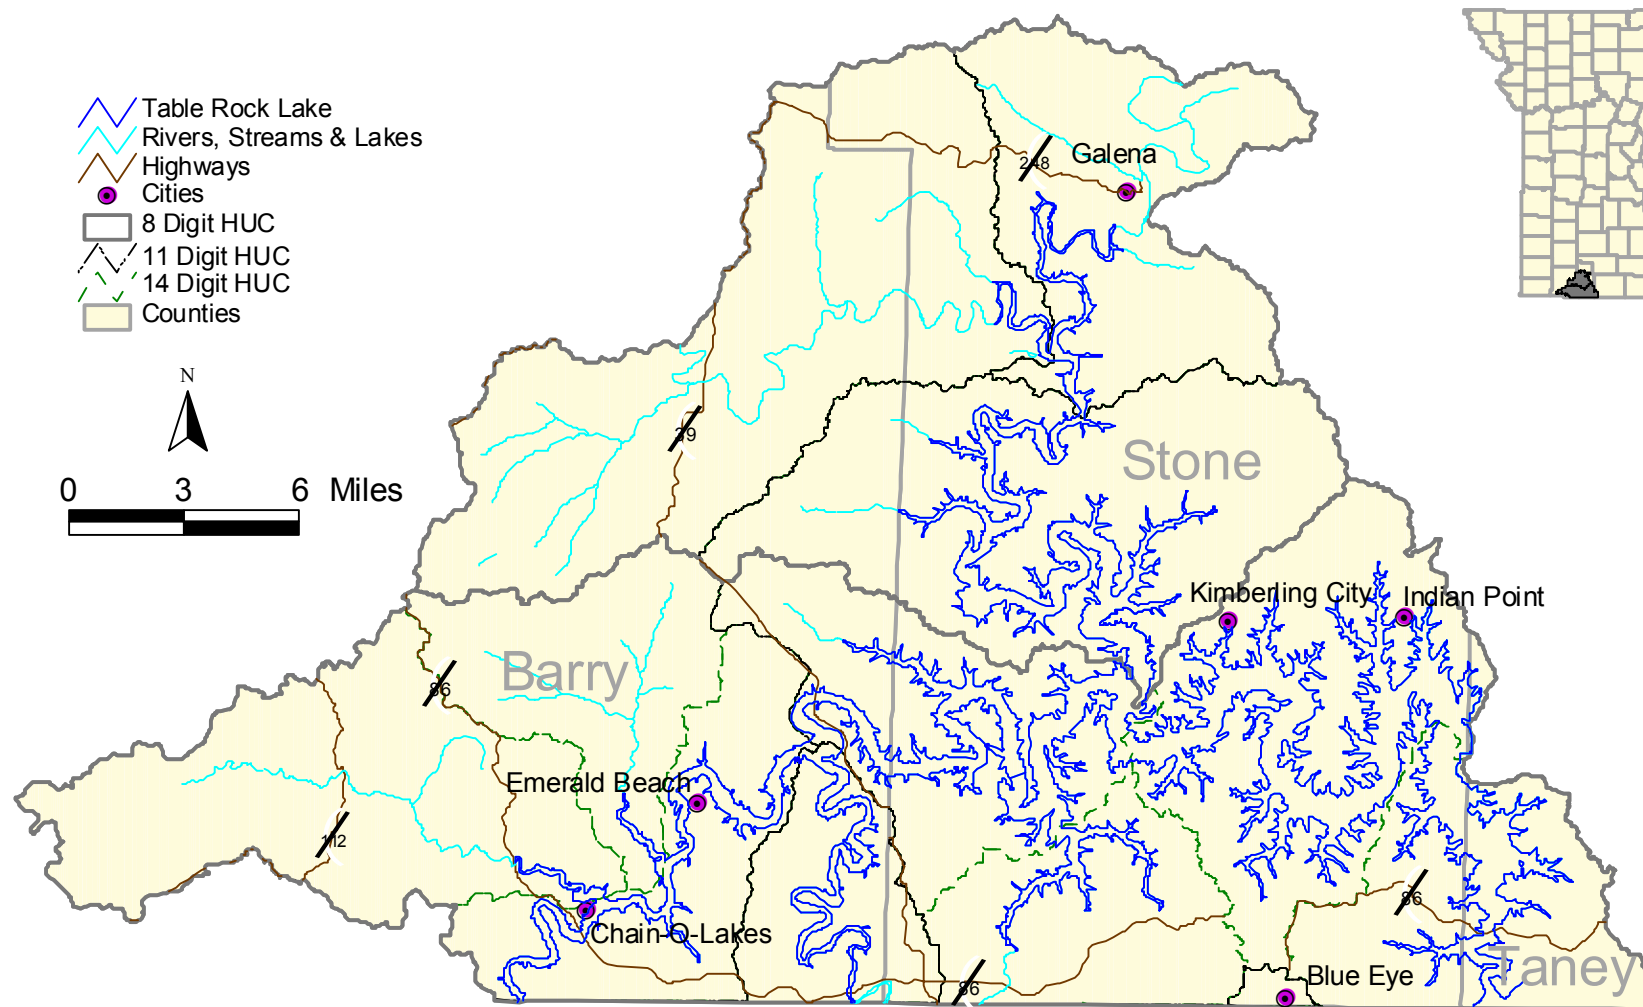 Table Rock Lake
Rivers, Streams & Lakes
Highways
Cities
8 Digit HUC
11 Digit HUC
14 Digit HUC
Counties
N
0 3 6 Miles
248
Galena
39
Stone
Kimberling City
Indian Point
Barry
86
Emerald Beach
112
86
Chain-O-Lakes
86
Blue Eye
Taney